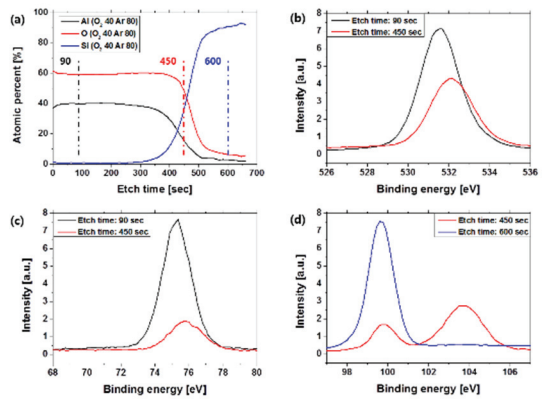 (a)
Al (O2 40 Ar 80)
O (O2 40 Ar 80)
Si (O2 40 Ar 80)
90
450
600
Atomic percent [%]
100
80
60
40
20
0
0 100 200 300 400 500 600 700
Etch time [sec]
(b)
Etch time: 90 sec
Etch time: 450 sec
Intensity [a.u.]
8
7
6
5
4
3
2
1
0
526 528 530 532 534 536
Binding energy [eV]
(c)
Etch time: 90 sec
Etch time: 450 sec
Intensity [a.u.]
8
7
6
5
4
3
2
1
0
68 70 72 74 76 78 80
Binding energy [eV]
(d)
Etch time: 450 sec
Etch time: 600 sec
Intensity [a.u.]
8
7
6
5
4
3
2
1
0
98 100 102 104 106
Binding energy [eV]